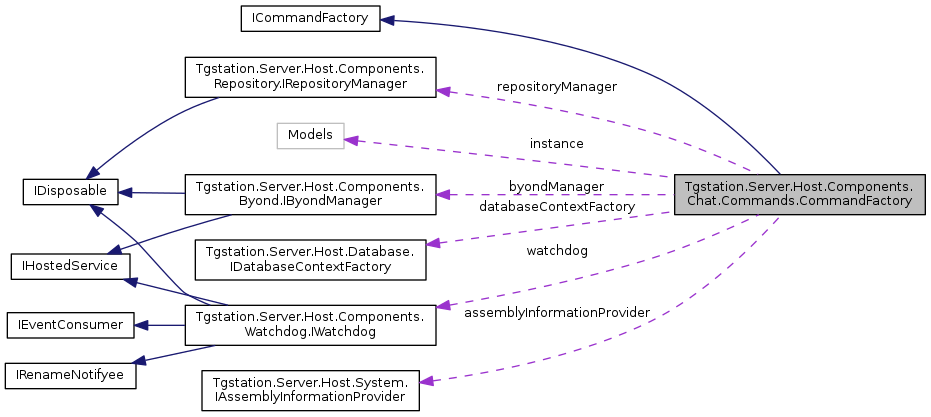 ICommandFactory
Tgstation.Server.Host.Components.
Repository.IRepositoryManager
repositoryManager
Models
instance
IDisposable
Tgstation.Server.Host.Components.
Byond.IByondManager
byondManager
Tgstation.Server.Host.Components.
Chat.Commands.CommandFactory
databaseContextFactory
IHostedService
Tgstation.Server.Host.Database.
IDatabaseContextFactory
watchdog
IEventConsumer
Tgstation.Server.Host.Components.
Watchdog.IWatchdog
assemblyInformationProvider
IRenameNotifyee
Tgstation.Server.Host.System.
IAssemblyInformationProvider